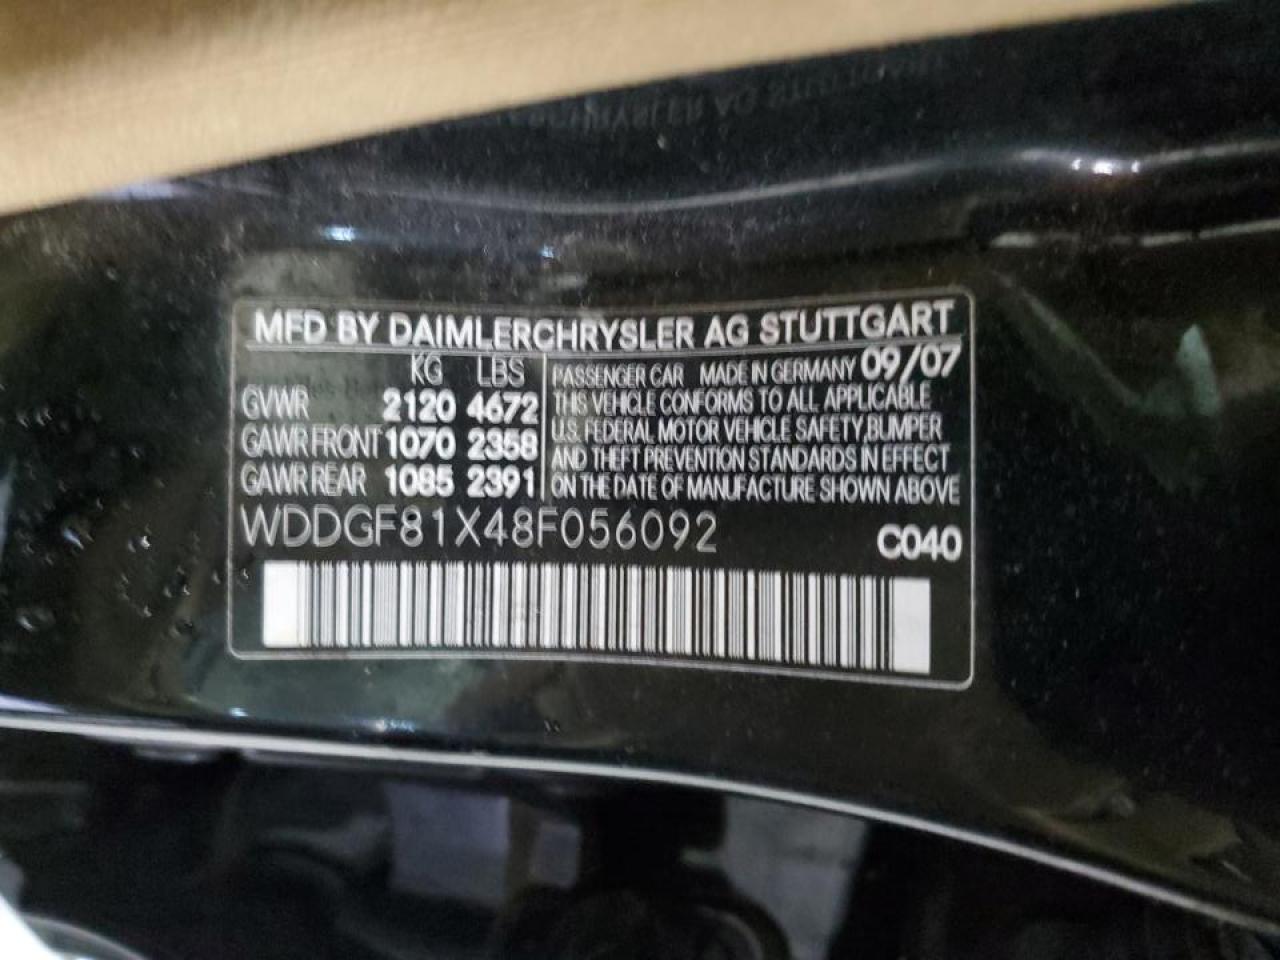 MFD BY DAIMLERCHRYSLER AG STUTTGART
KG LBS
GVWR 2120 4672
GAWR FRONT 1070 2358
GAWR REAR 1085 2391
PASSENGER CAR MADE IN GERMANY 09/07
THIS VEHICLE CONFORMS TO ALL APPLICABLE
U.S. FEDERAL MOTOR VEHICLE SAFETY, BUMPER
AND THEFT PREVENTION STANDARDS IN EFFECT
ON THE DATE OF MANUFACTURE SHOWN ABOVE
WDDGF81X48F056092 C040